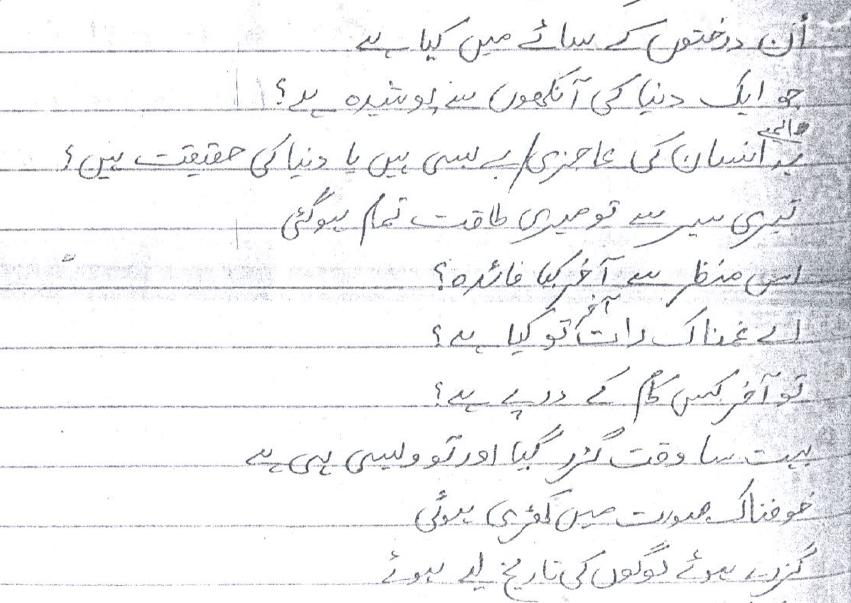 اُن درختوں کے سائے میں کیا ہے
جو ایک دنیا کی آنکھوں سے پوشیدہ ہے؟
یہ انسان کی عاجزی/بے بسی ہیں یا دنیا کی حقیقت ہیں؟
تیری سیر سے تو میری طاقت تمام ہوگئی
اس منظر سے آخر کیا فائدہ؟
اے غمناک رات آخر تو کیا ہے؟
تو آخر کس کام کے درپے ہے؟
بہت سا وقت گزر گیا اور تو ویسی ہی ہے
خوفناک صورت میں کھڑی ہوئی
گزرے ہوئے لوگوں کی تاریخ لیے ہوئے